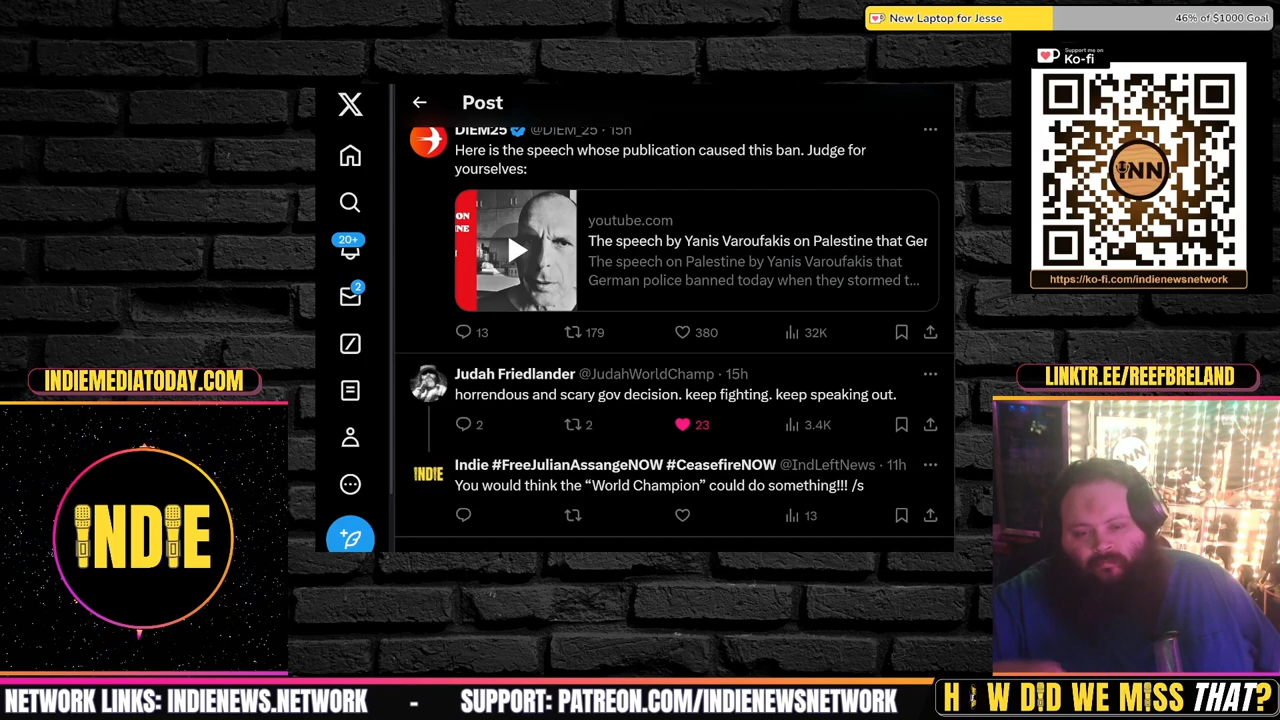 New Laptop for Jesse
46% of $1000 Goal
Support me on
Ko-fi
INN
https://ko-fi.com/indienewsnetwork
Post
DiEM25 @DiEM_25 · 15h
Here is the speech whose publication caused this ban. Judge for
yourselves:
ON
NE
youtube.com
The speech by Yanis Varoufakis on Palestine that Ger
The speech on Palestine by Yanis Varoufakis that
German police banned today when they stormed t...
13 179 380 32K
20+
2
Judah Friedlander @JudahWorldChamp · 15h
horrendous and scary gov decision. keep fighting. keep speaking out.
2 2 23 3.4K
INDIE
Indie #FreeJulianAssangeNOW #CeasefireNOW @IndLeftNews · 11h
You would think the “World Champion” could do something!!! /s
13
INDIEMEDIATODAY.COM
INDIE
LINKTR.EE/REEFBRELAND
NETWORK LINKS: INDIENEWS.NETWORK - SUPPORT: PATREON.COM/INDIENEWSNETWORK
HOW DID WE MISS THAT?